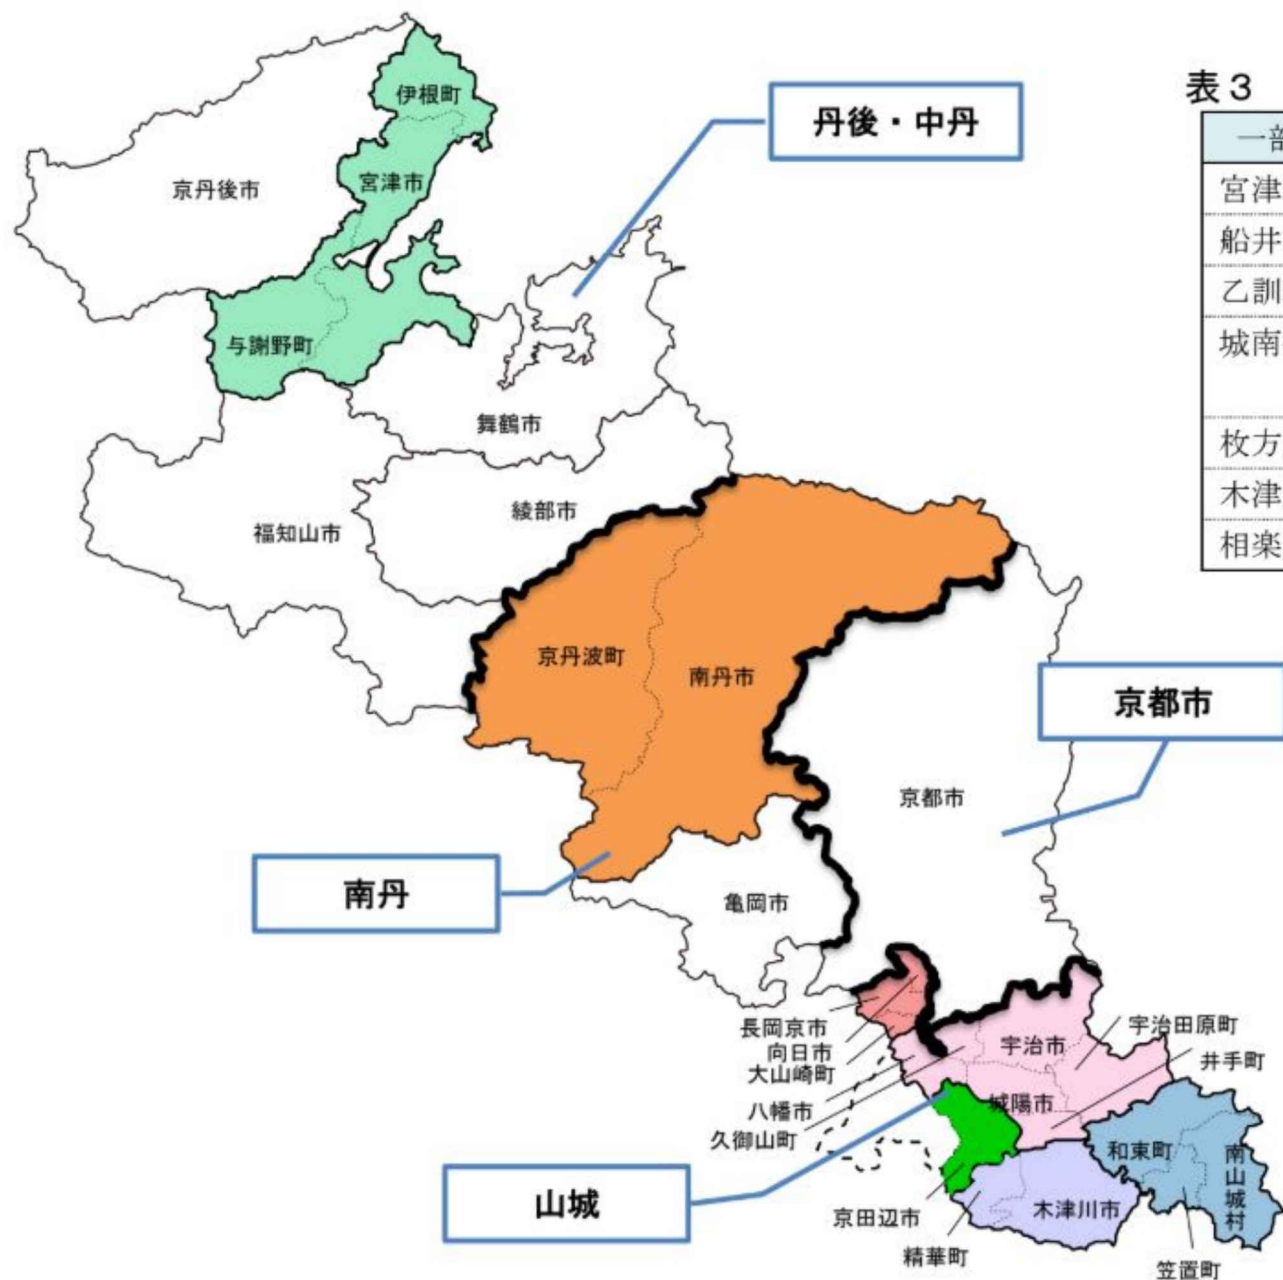 表３
一部
宮津
船井
乙訓
城南
枚方
木津
相楽
丹後・中丹
伊根町
宮津市
京丹後市
与謝野町
舞鶴市
綾部市
福知山市
京丹波町
南丹市
京都市
京都市
南丹
亀岡市
長岡京市
向日市
大山崎町
八幡市
久御山町
宇治市
宇治田原町
井手町
城陽市
山城
京田辺市
精華町
木津川市
和束町
南山城村
笠置町